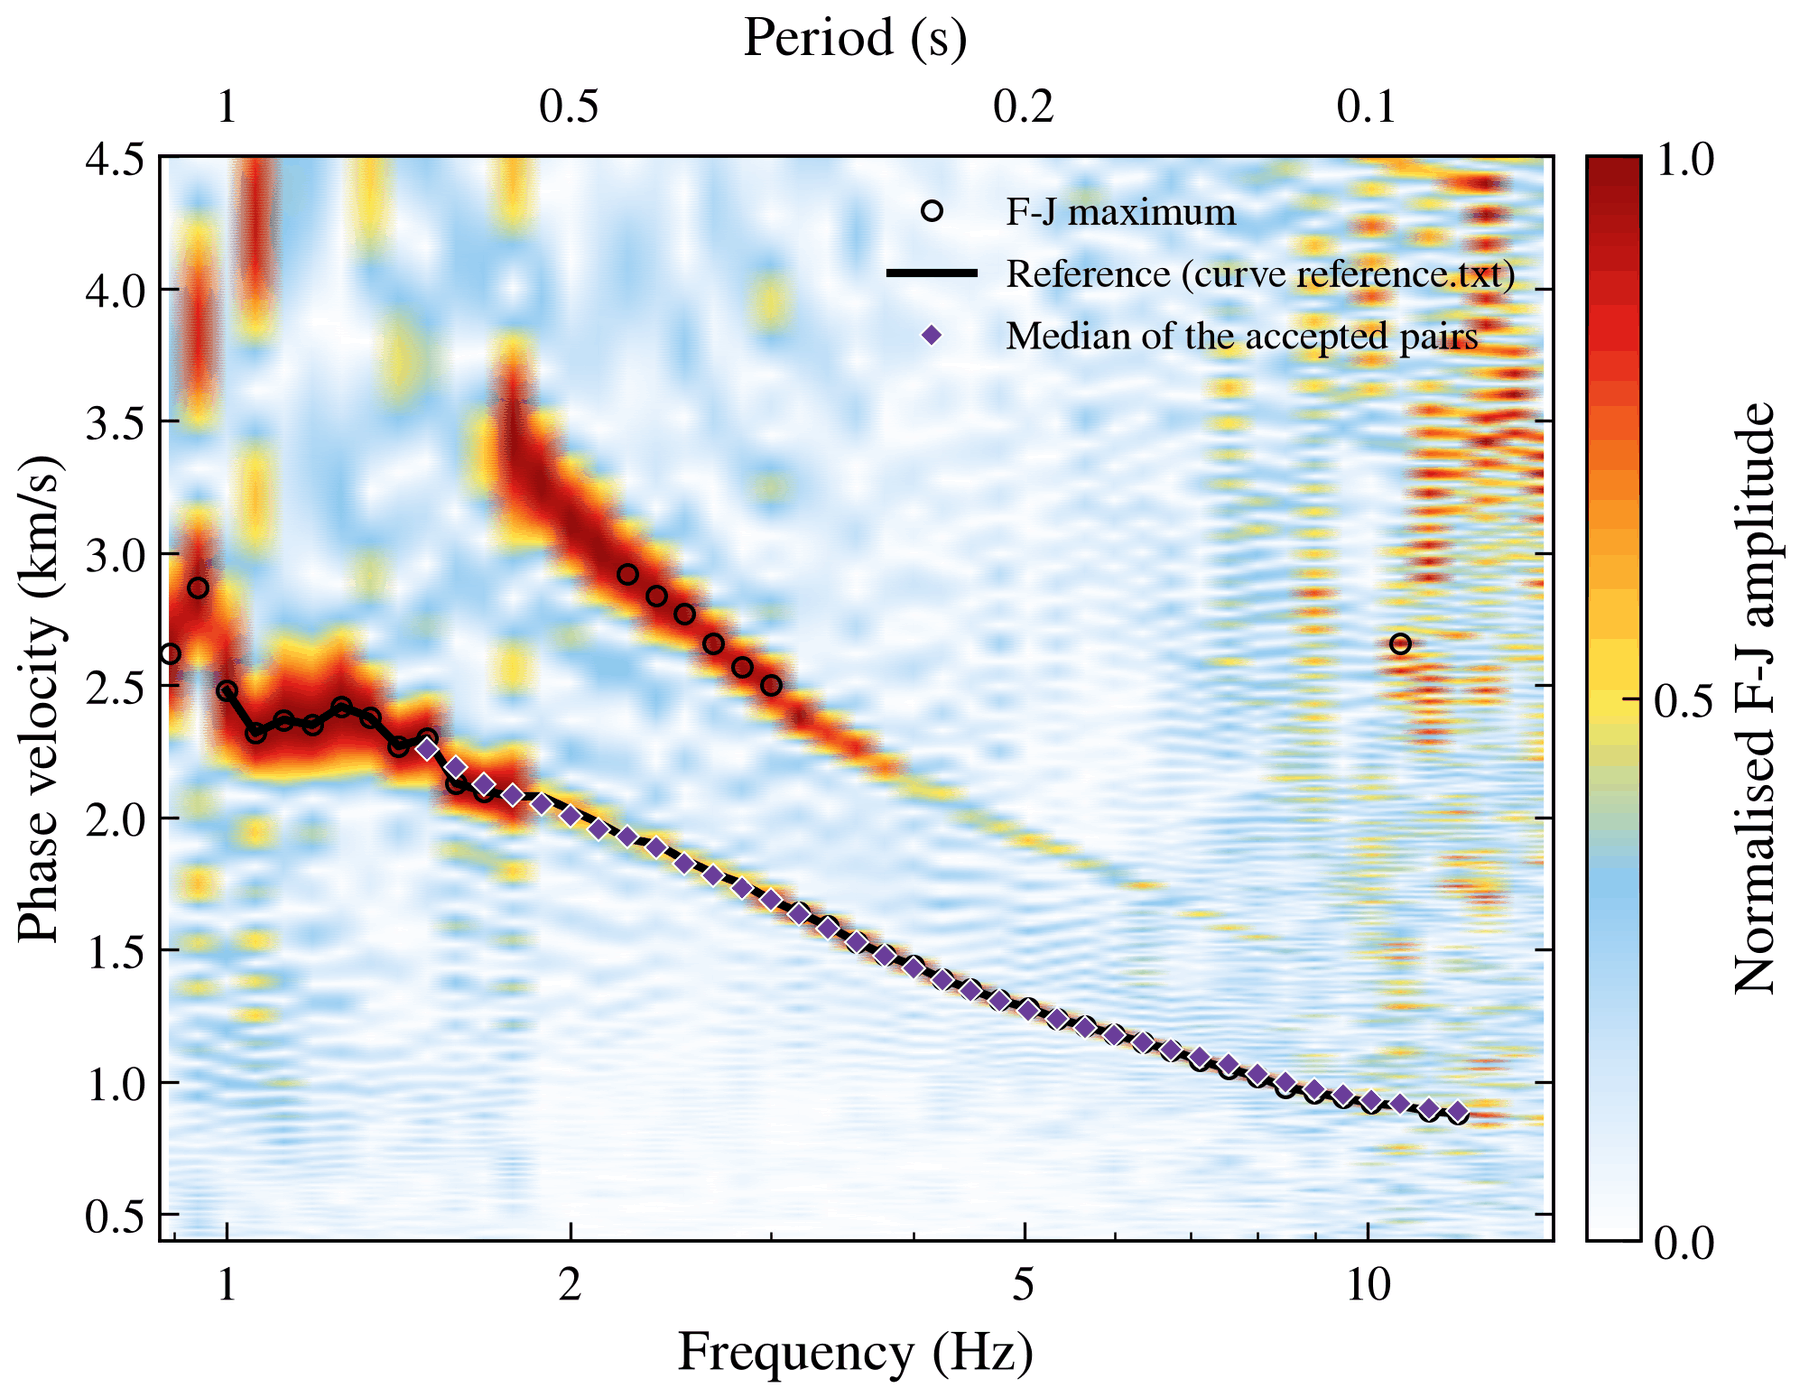 Period (s)
1 0.5 0.2 0.1
4.5
4.0
3.5
3.0
2.5
2.0
1.5
1.0
0.5
Phase velocity (km/s)
F-J maximum
Reference (curve reference.txt)
Median of the accepted pairs
1 2 5 10
Frequency (Hz)
1.0
0.5
0.0
Normalised F-J amplitude